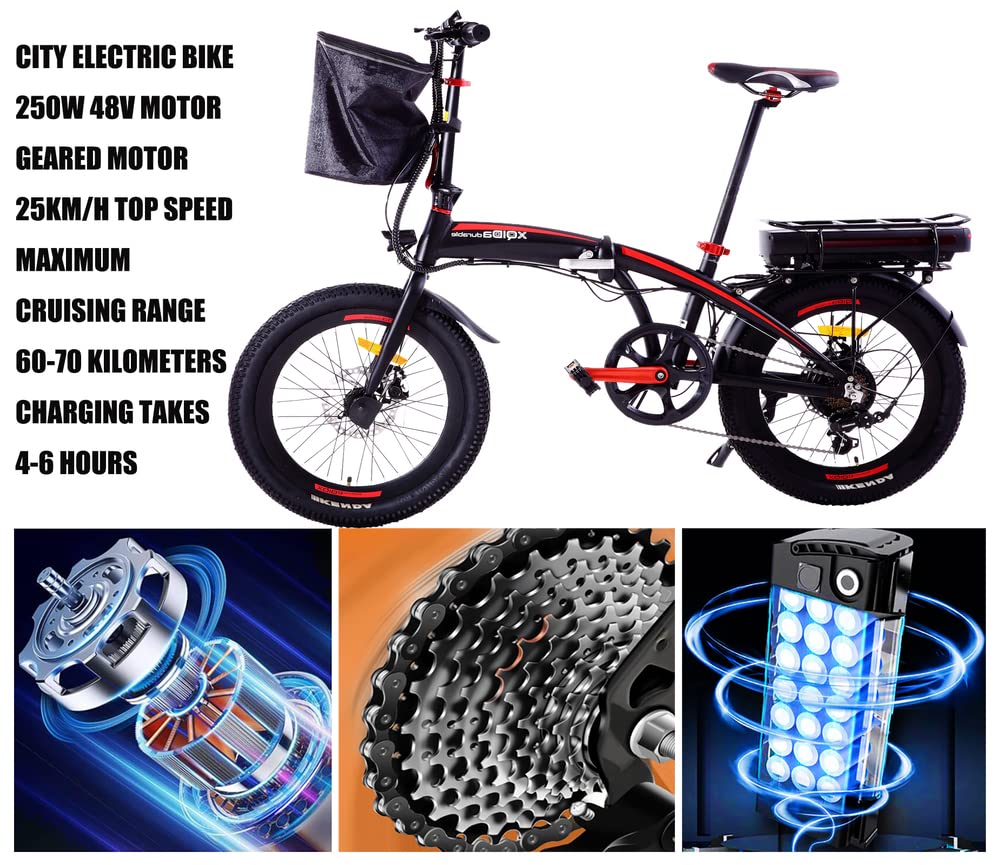 CITY ELECTRIC BIKE
250W 48V MOTOR
GEARED MOTOR
25KM/H TOP SPEED
MAXIMUM
CRUISING RANGE
60-70 KILOMETERS
CHARGING TAKES
4-6 HOURS
durable